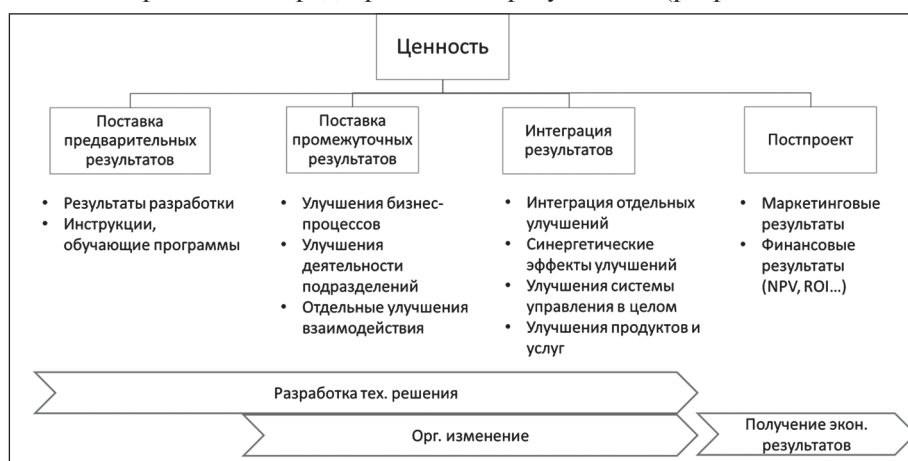 Ценность
Поставка
предварительных
результатов
• Результаты разработки
• Инструкции,
обучающие программы
Поставка
промежуточных
результатов
• Улучшения бизнес-
процессов
• Улучшения
деятельности
подразделений
• Отдельные улучшения
взаимодействия
Интеграция
результатов
• Интеграция отдельных
улучшений
• Синергетические
эффекты улучшений
• Улучшения системы
управления в целом
• Улучшения продуктов и
услуг
Постпроект
• Маркетинговые
результаты
• Финансовые
результаты
(NPV, ROI...)
Разработка тех. решения
Орг. изменение
Получение экон.
результатов